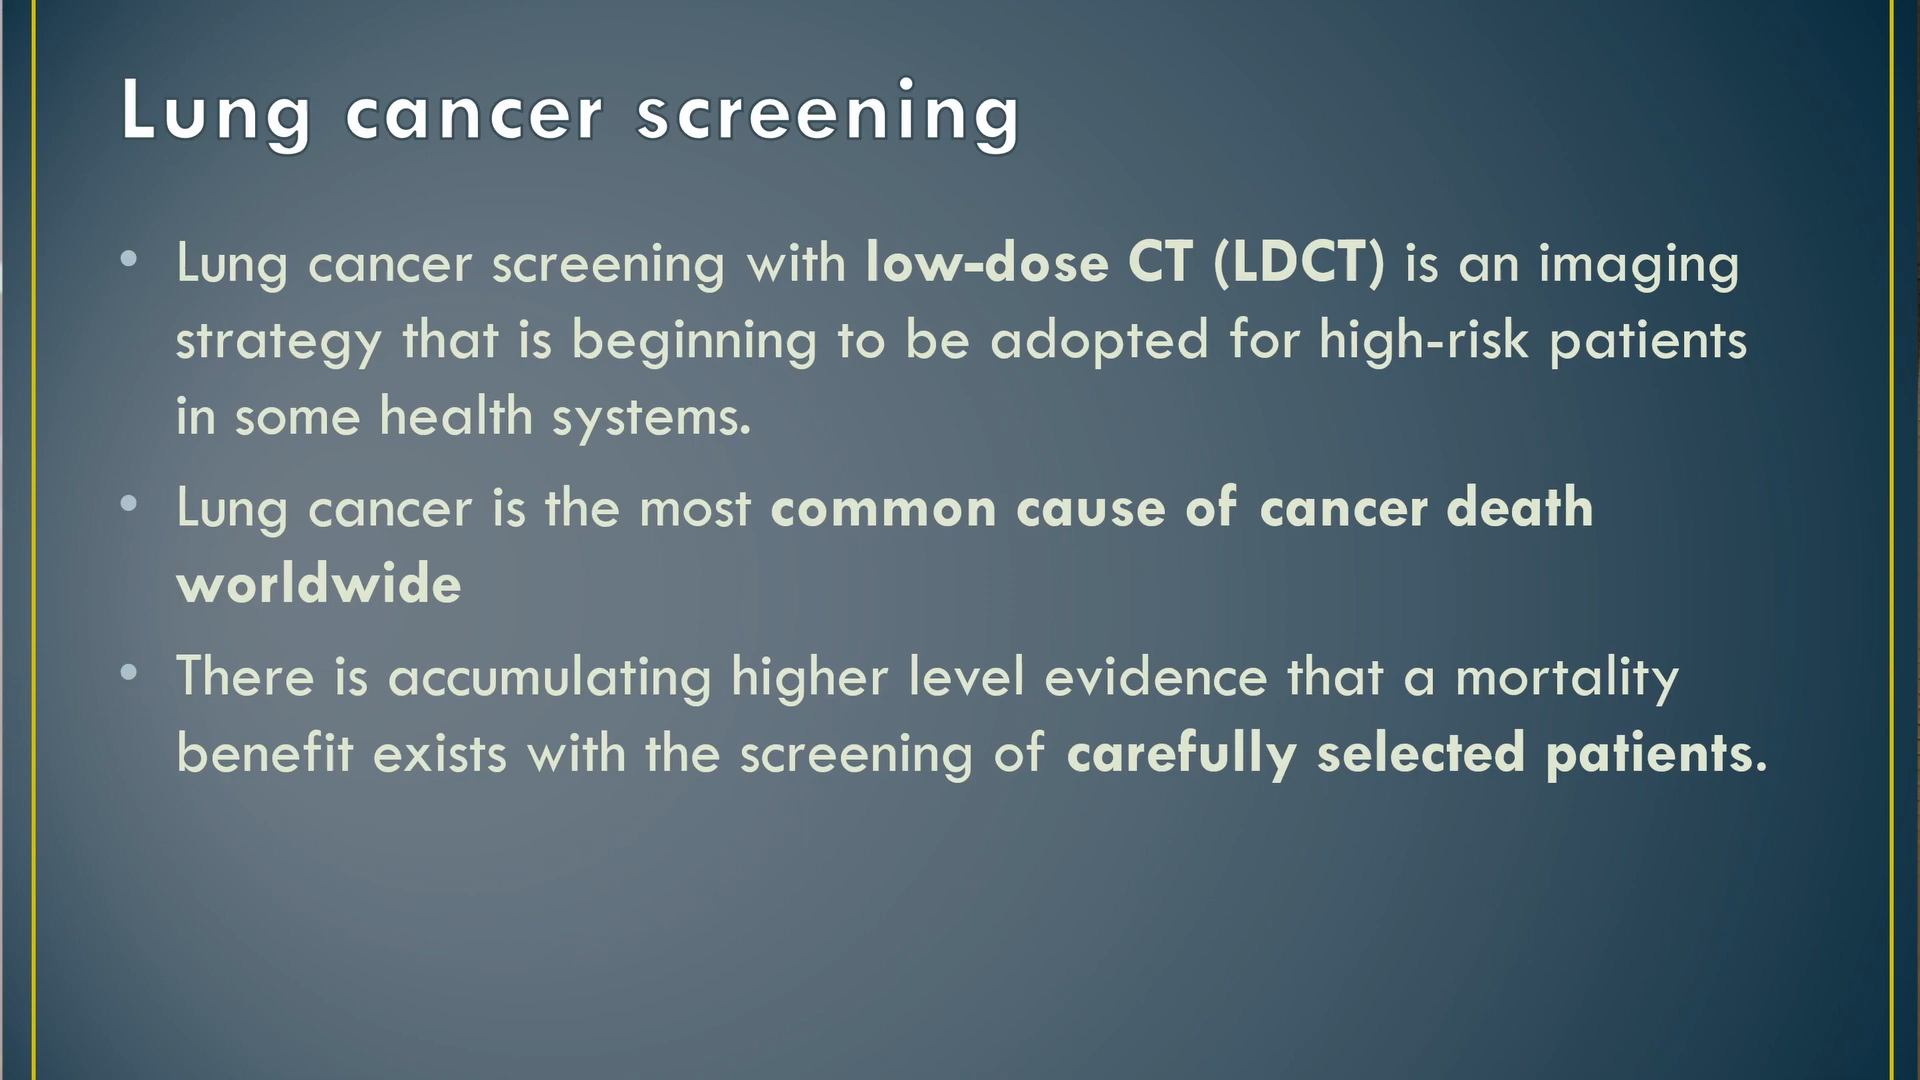 Lung cancer screening
• Lung cancer screening with low-dose CT (LDCT) is an imaging
strategy that is beginning to be adopted for high-risk patients
in some health systems.
• Lung cancer is the most common cause of cancer death
worldwide
• There is accumulating higher level evidence that a mortality
benefit exists with the screening of carefully selected patients.